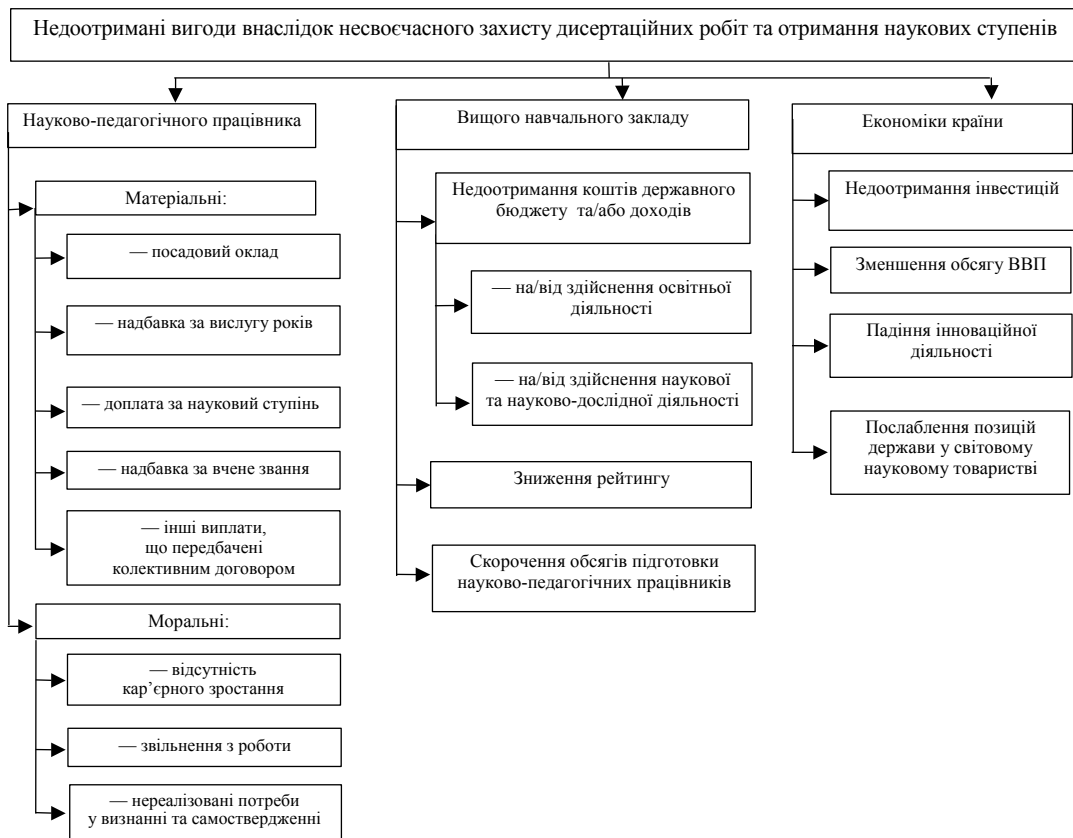 Недоотримані вигоди внаслідок несвоєчасного захисту дисертаційних робіт та отримання наукових ступенів
Науково-педагогічного працівника
Матеріальні:
— посадовий оклад
— надбавка за вислугу років
— доплата за науковий ступінь
— надбавка за вчене звання
— інші виплати,
що передбачені
колективним договором
Моральні:
— відсутність
кар’єрного зростання
— звільнення з роботи
— нереалізовані потреби
у визнанні та самоствердженні
Вищого навчального закладу
Недоотримання коштів державного
бюджету та/або доходів
— на/від здійснення освітньої
діяльності
— на/від здійснення наукової
та науково-дослідної діяльності
Зниження рейтингу
Скорочення обсягів підготовки
науково-педагогічних працівників
Економіки країни
Недоотримання інвестицій
Зменшення обсягу ВВП
Падіння інноваційної
діяльності
Послаблення позицій
держави у світовому
науковому товаристві